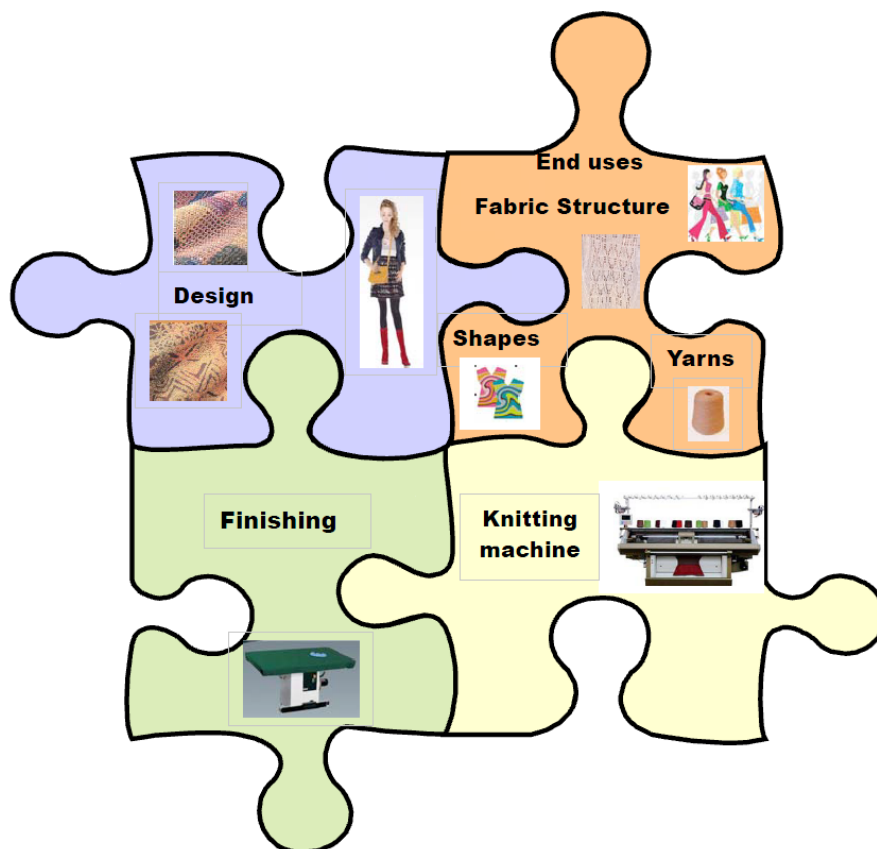 End uses
Fabric Structure
Design
Shapes
Yarns
Finishing
Knitting
machine